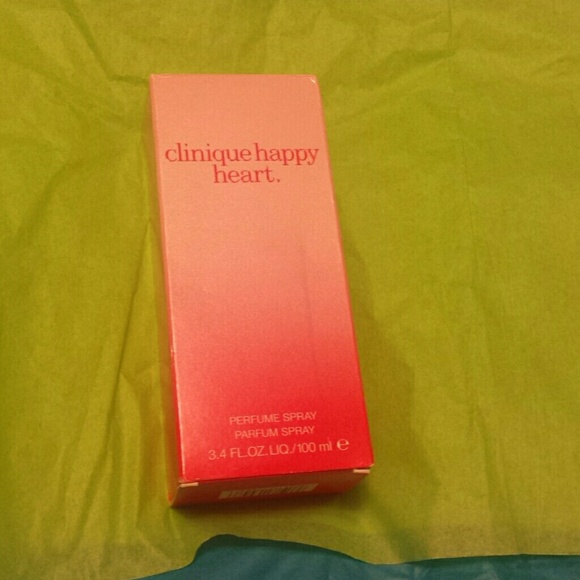 clinique happy
heart.
PERFUME SPRAY
PARFUM SPRAY
3.4 FL.OZ.LIQ./100 ml ℮